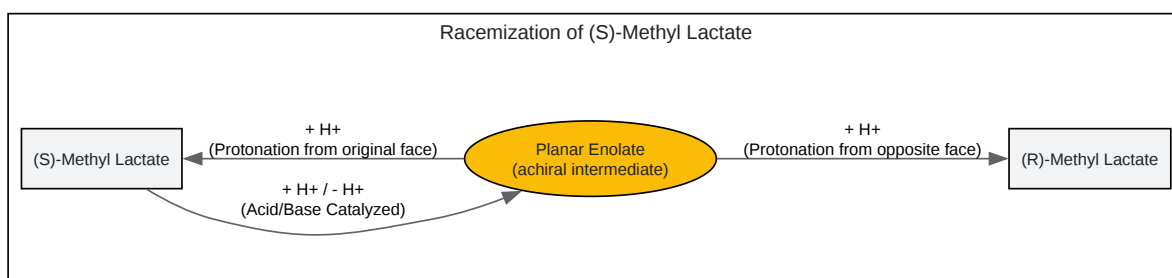 Racemization of (S)-Methyl Lactate
+ H+
(Protonation from original face)
+ H+
(Protonation from opposite face)
(S)-Methyl Lactate
Planar Enolate
(achiral intermediate)
(R)-Methyl Lactate
+ H+ / - H+
(Acid/Base Catalyzed)